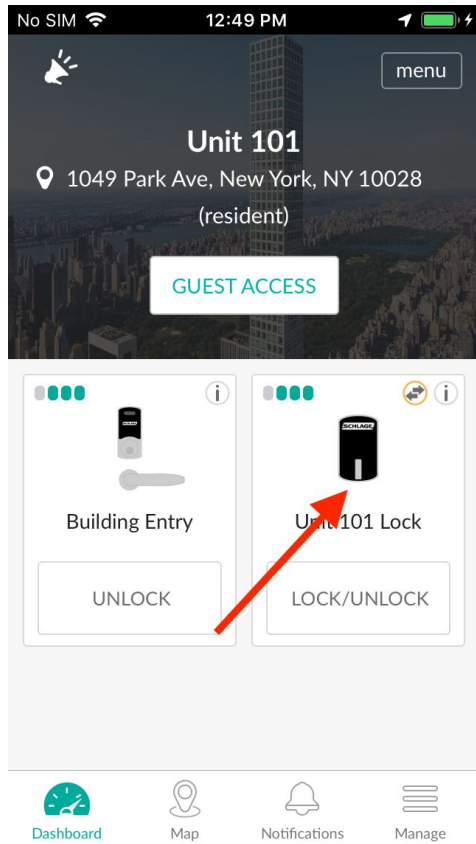 No SIM 12:49 PM
menu
Unit 101
1049 Park Ave, New York, NY 10028
(resident)
GUEST ACCESS
i
i
SCHLAGE
Building Entry
Unit 101 Lock
UNLOCK
LOCK/UNLOCK
Dashboard
Map
Notifications
Manage